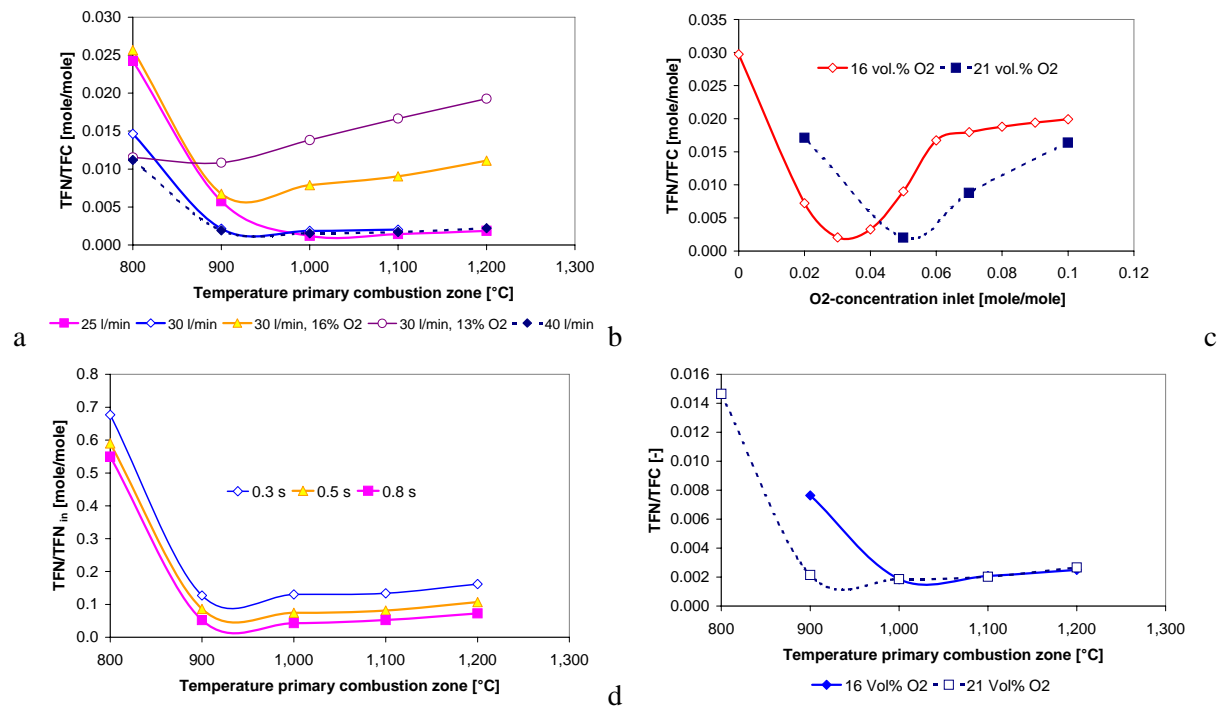 0.030
0.025
0.020
0.015
0.010
0.005
0.000
TFN/TFC [mole/mole]
800 900 1,000 1,100 1,200 1,300
Temperature primary combustion zone [°C]
25 l/min 30 l/min 30 l/min, 16% O2 30 l/min, 13% O2 40 l/min
a
0.035
0.030
0.025
0.020
0.015
0.010
0.005
0.000
TFN/TFC [mole/mole]
16 vol.% O2 21 vol.% O2
0 0.02 0.04 0.06 0.08 0.1 0.12
O2-concentration inlet [mole/mole]
b
c
0.8
0.7
0.6
0.5
0.4
0.3
0.2
0.1
0.0
TFN/TFN in [mole/mole]
0.3 s 0.5 s 0.8 s
800 900 1,000 1,100 1,200 1,300
Temperature primary combustion zone [°C]
d
0.016
0.014
0.012
0.010
0.008
0.006
0.004
0.002
0.000
TFN/TFC [-]
800 900 1,000 1,100 1,200 1,300
Temperature primary combustion zone [°C]
16 Vol% O2 21 Vol% O2